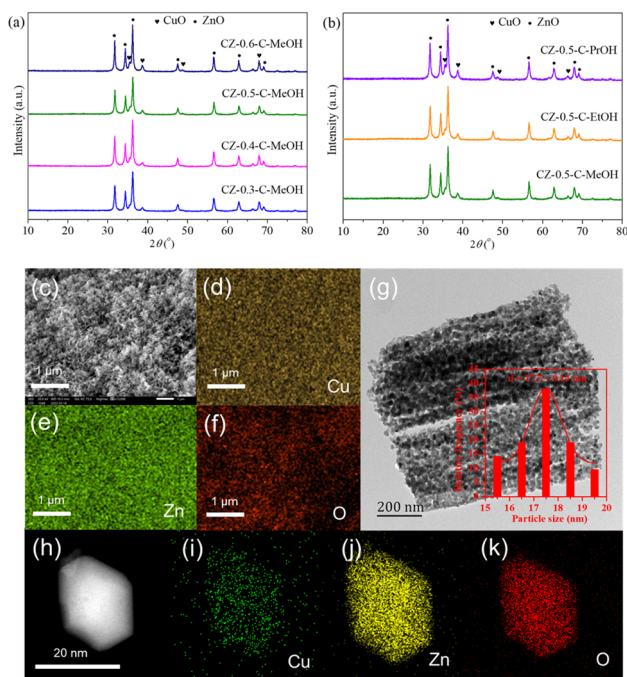 (a)
♥ CuO • ZnO
CZ-0.6-C-MeOH
CZ-0.5-C-MeOH
CZ-0.4-C-MeOH
CZ-0.3-C-MeOH
Intensity (a.u.)
10 20 30 40 50 60 70 80
2θ(°)
(b)
♥ CuO • ZnO
CZ-0.5-C-PrOH
CZ-0.5-C-EtOH
CZ-0.5-C-MeOH
Intensity (a.u.)
10 20 30 40 50 60 70 80
2θ(°)
(c)
1 μm
(d)
1 μm
Cu
(e)
1 μm
Zn
(f)
1 μm
O
(g)
200 nm
15 16 17 18 19 20
Particle size (nm)
(h)
20 nm
(i)
Cu
(j)
Zn
(k)
O